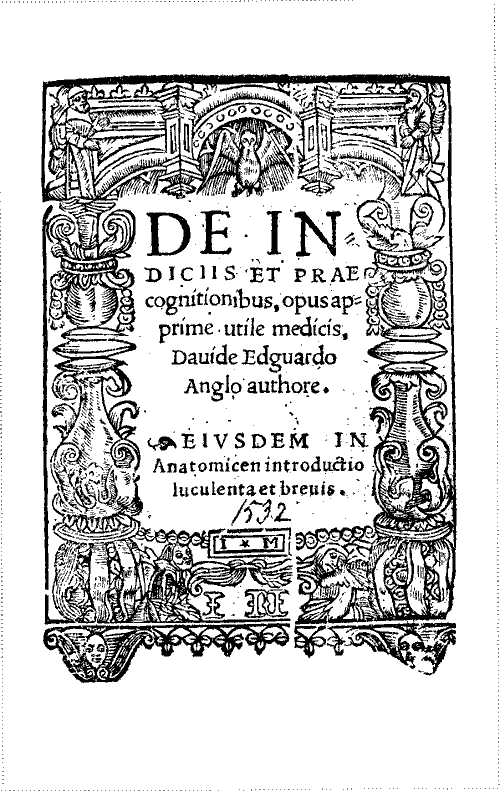 DE IN=
DICIIS ET PRAE
cognitionibus, opus ap=
prime utile medicis,
Dauide Edguardo
Anglo authore.
EIVSDEM IN
Anatomicen introductio
luculenta et breuis.
1532
I * M